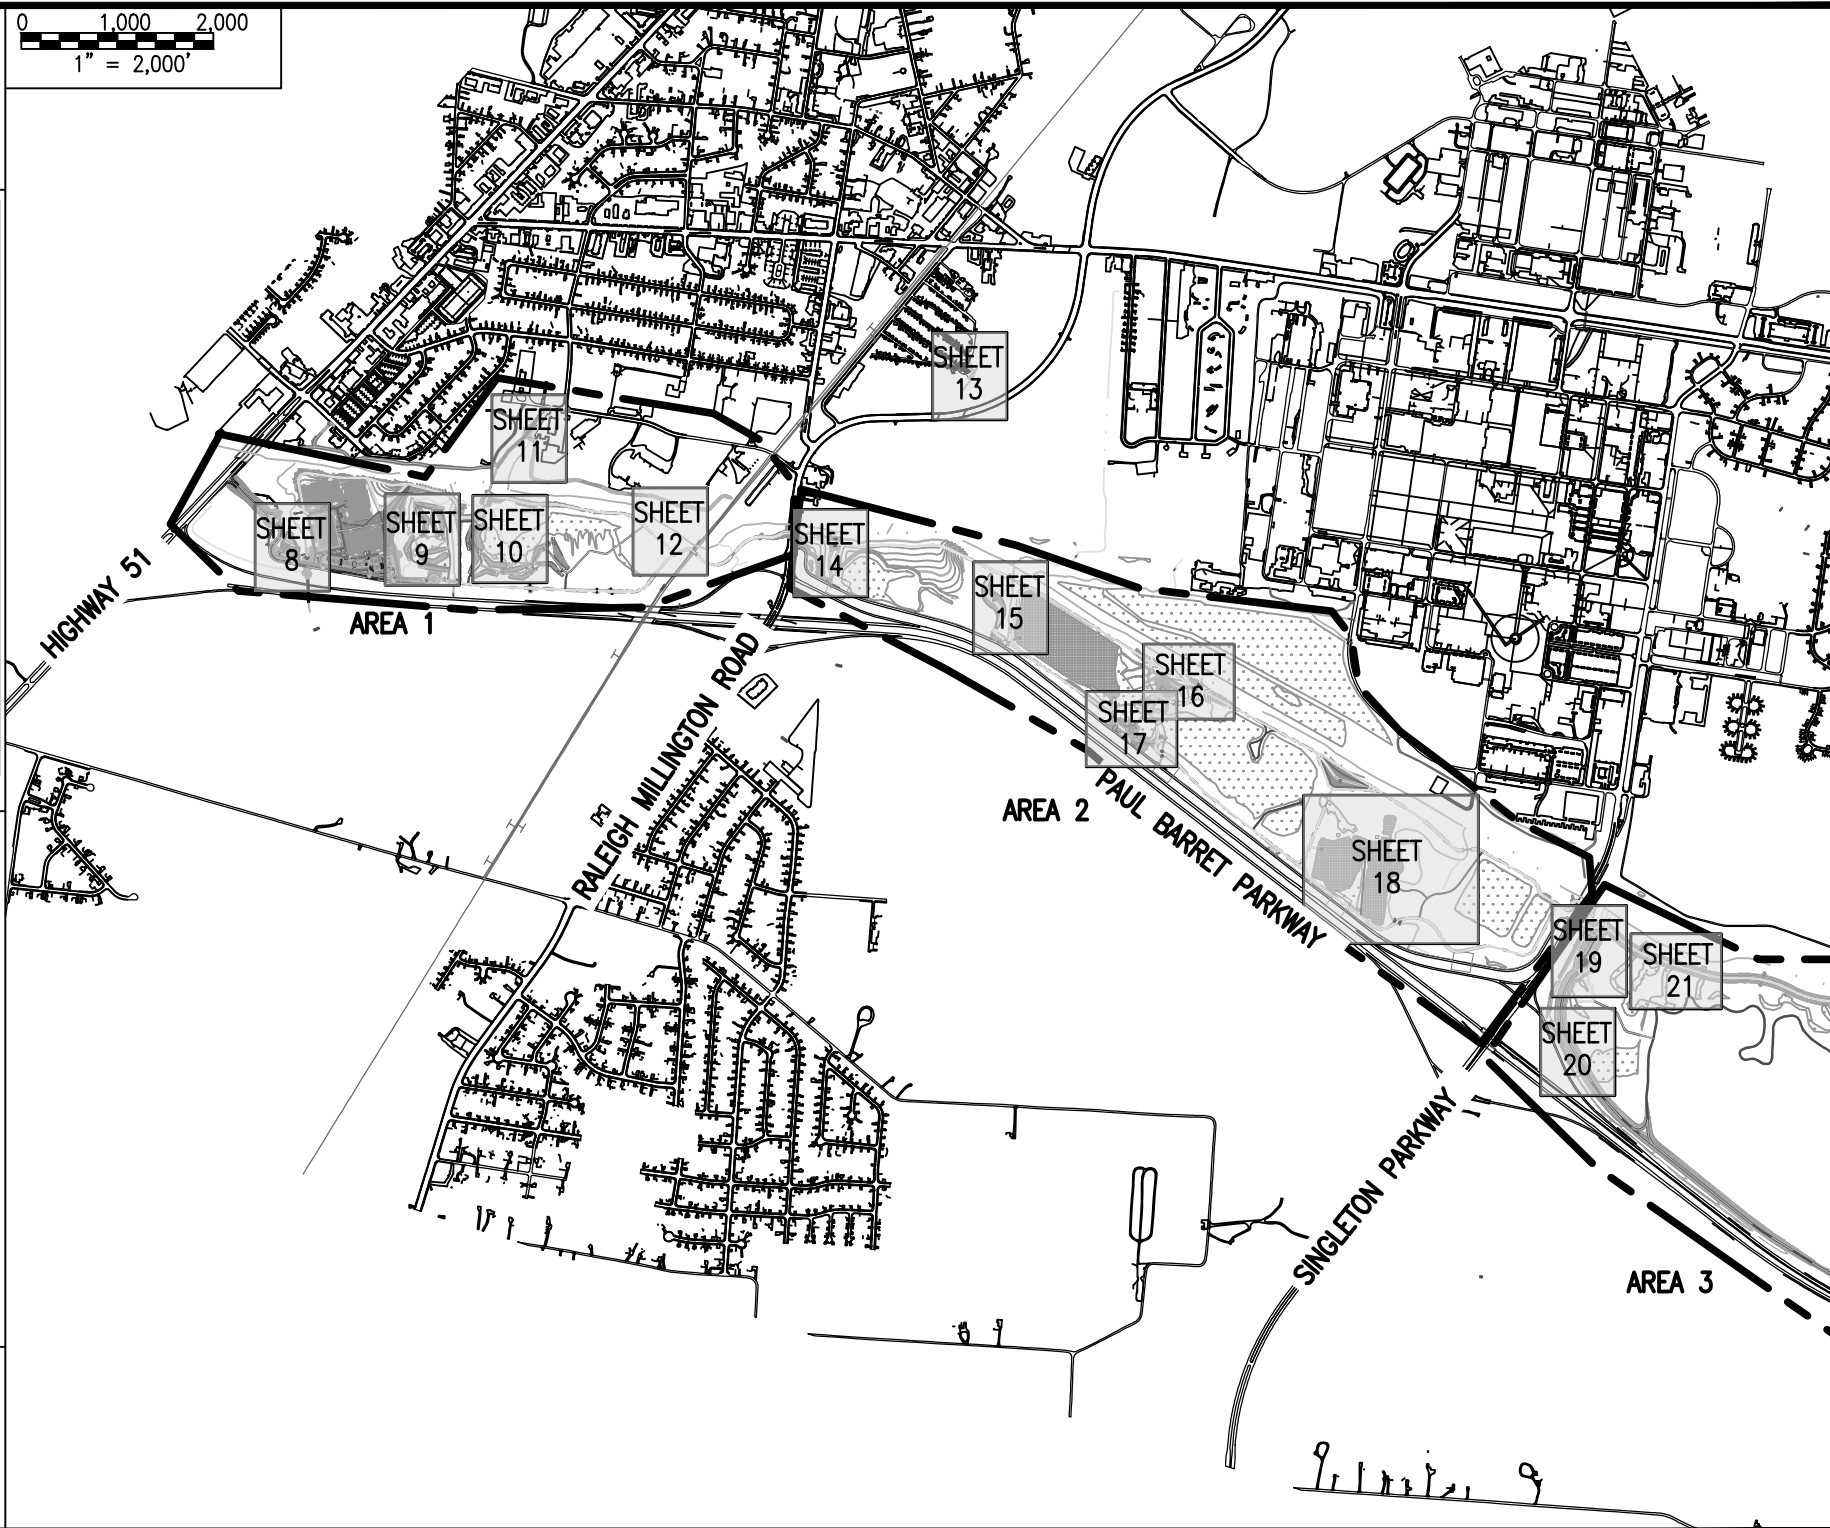 0 1,000 2,000
1" = 2,000'
SHEET
13
SHEET
11
SHEET
8
SHEET
9
SHEET
10
SHEET
12
SHEET
14
SHEET
15
SHEET
16
SHEET
17
SHEET
18
SHEET
19
SHEET
21
SHEET
20
HIGHWAY 51
AREA 1
RALEIGH MILLINGTON ROAD
AREA 2
PAUL BARRET PARKWAY
SINGLETON PARKWAY
AREA 3